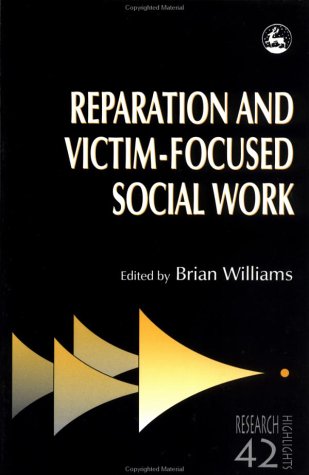 REPARATION AND
VICTIM-FOCUSED
SOCIAL WORK
Edited by Brian Williams
RESEARCH
HIGHLIGHTS
42